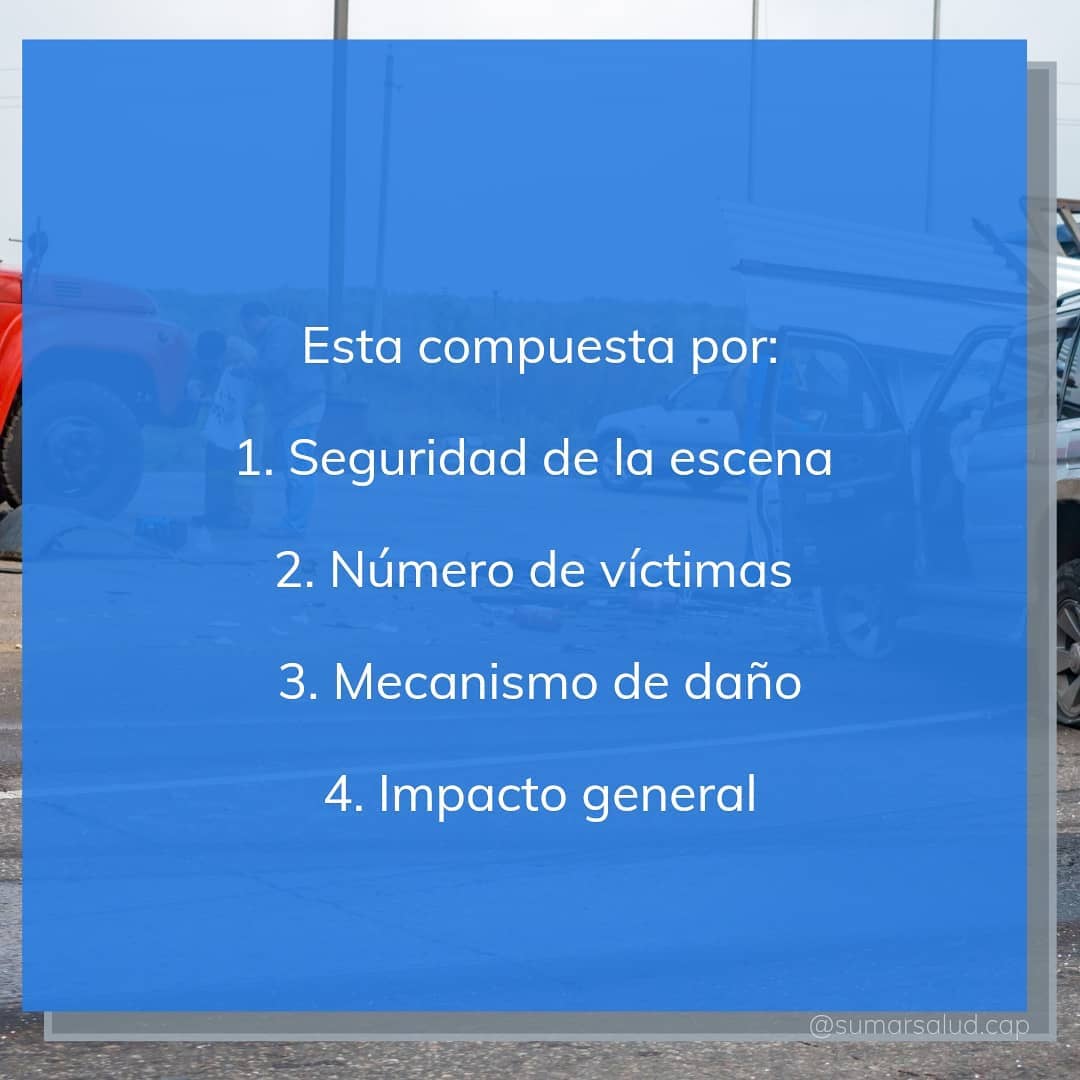 Esta compuesta por:
1. Seguridad de la escena
2. Número de víctimas
3. Mecanismo de daño
4. Impacto general
@sumarsalud.cap